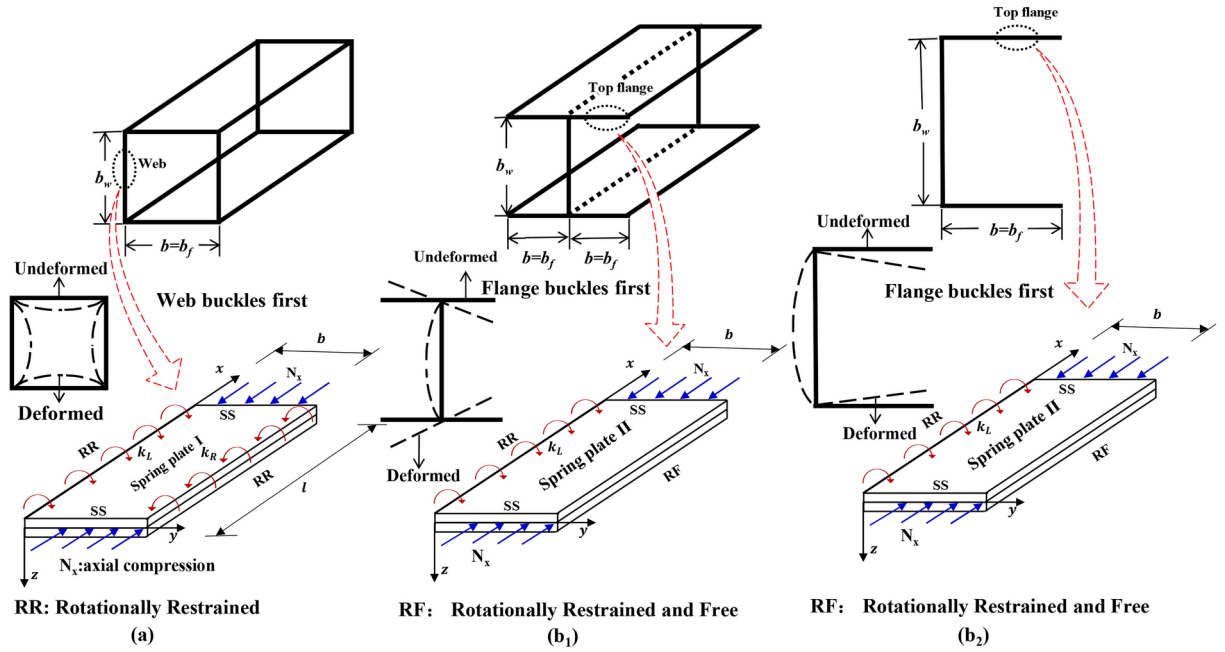 Web
b_w
b=b_f
Undeformed
Deformed
Web buckles first
b
x
N_x
SS
RR
k_L
Spring plate I
k_R
RR
l
SS
y
N_x:axial compression
z
RR: Rotationally Restrained
(a)
Top flange
b_w
b=b_f
b=b_f
Undeformed
Flange buckles first
Deformed
b
x
N_x
SS
RR
k_L
Spring plate II
RF
SS
y
N_x
z
RF： Rotationally Restrained and Free
(b₁)
Top flange
b_w
b=b_f
Undeformed
Flange buckles first
Deformed
b
x
N_x
SS
RR
k_L
Spring plate II
RF
SS
y
N_x
z
RF： Rotationally Restrained and Free
(b₂)